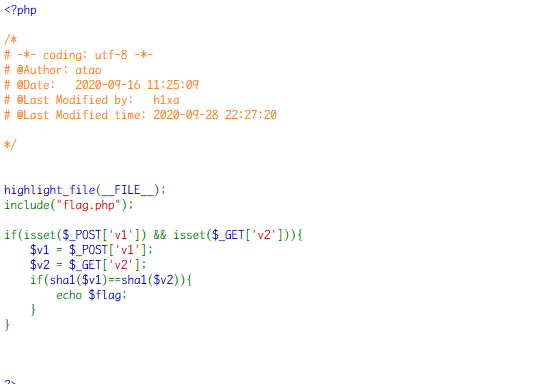 <?php
/*
# -*- coding: utf-8 -*-
# @Author: atao
# @Date:   2020-09-16 11:25:09
# @Last Modified by:   h1xa
# @Last Modified time: 2020-09-28 22:27:20
*/
highlight_file(__FILE__);
include("flag.php");
if(isset($_POST['v1']) && isset($_GET['v2'])){
    $v1 = $_POST['v1'];
    $v2 = $_GET['v2'];
    if(sha1($v1)==sha1($v2)){
        echo $flag;
    }
}
?>